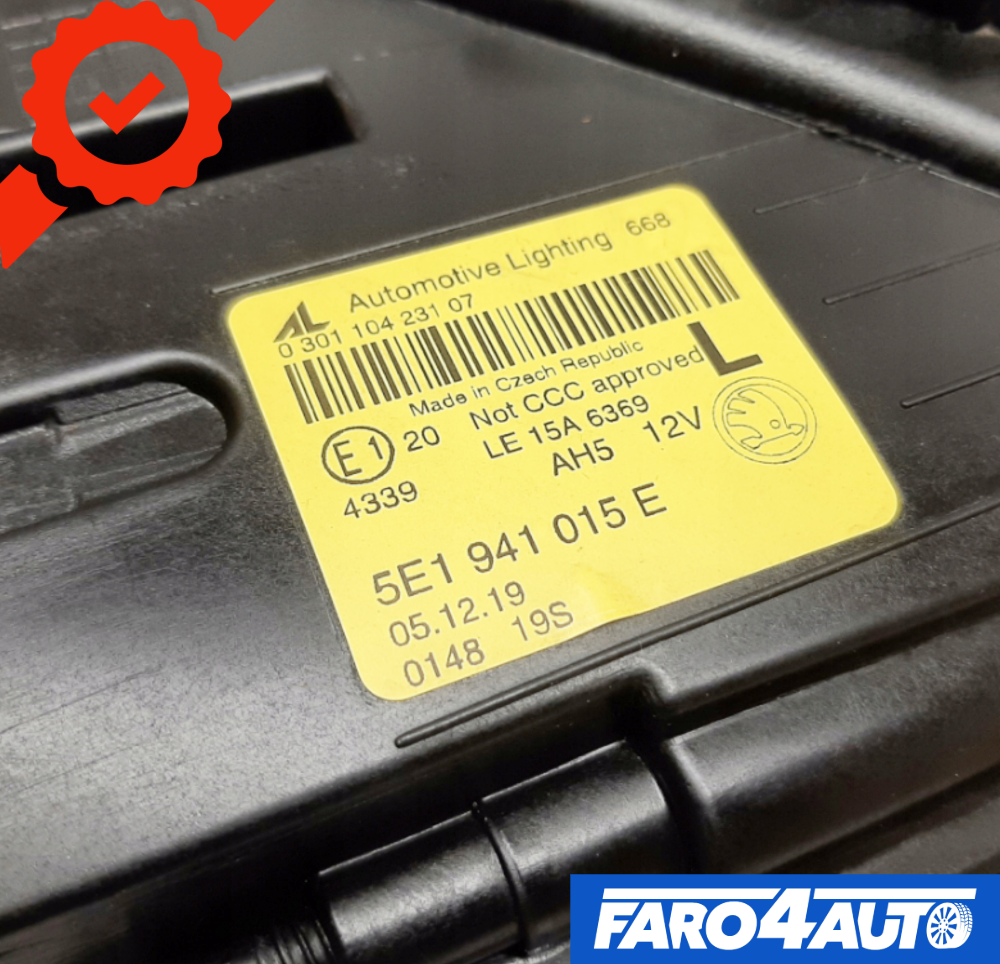 AL Automotive Lighting 668
0 301 104 231 07
Made in Czech Republic
Not CCC approved L
E1 20 LE 15A 6369
4339 AH5 12V
5E1 941 015 E
05.12.19
0148 19S
FARO4AUTO